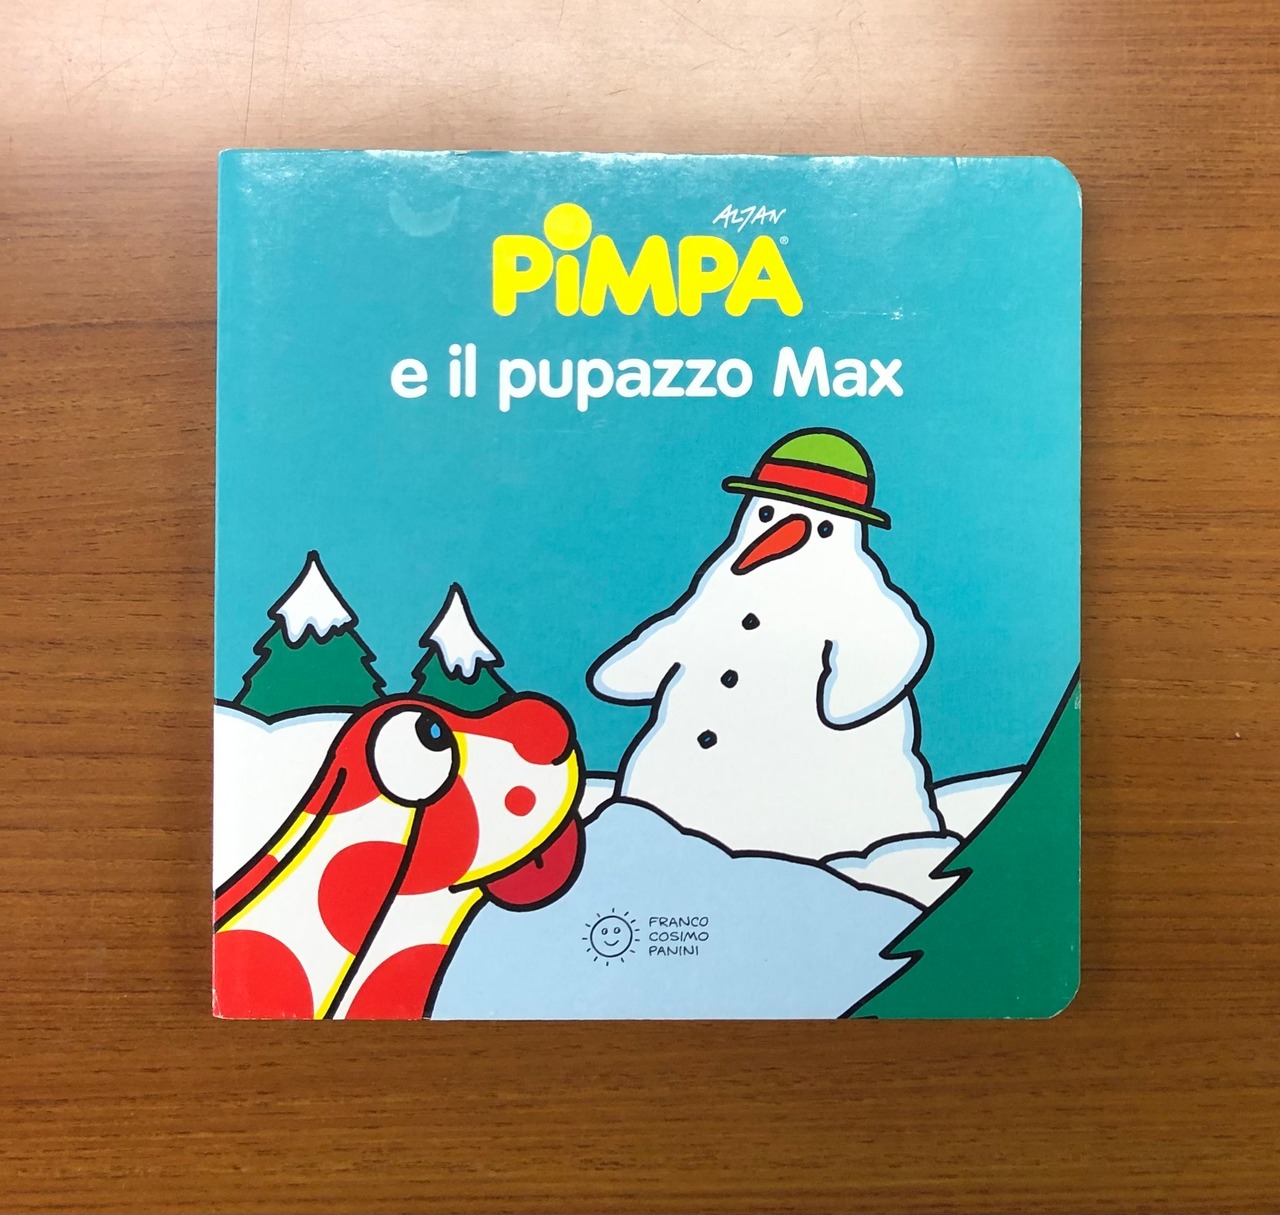 ALTAN
PiMPA®
e il pupazzo Max
FRANCO
COSIMO
PANINI